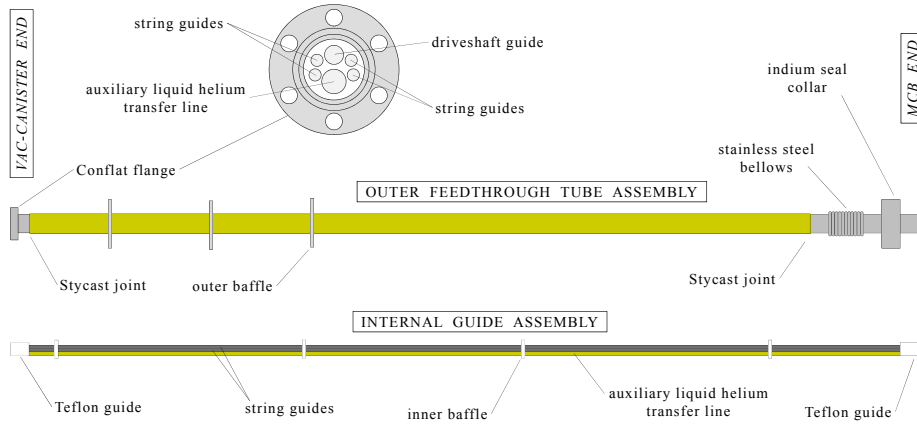 VAC-CANISTER END
string guides
driveshaft guide
auxiliary liquid helium
transfer line
string guides
indium seal
collar
MCB END
stainless steel
bellows
Conflat flange
OUTER FEEDTHROUGH TUBE ASSEMBLY
Stycast joint
outer baffle
Stycast joint
INTERNAL GUIDE ASSEMBLY
Teflon guide
string guides
inner baffle
auxiliary liquid helium
transfer line
Teflon guide